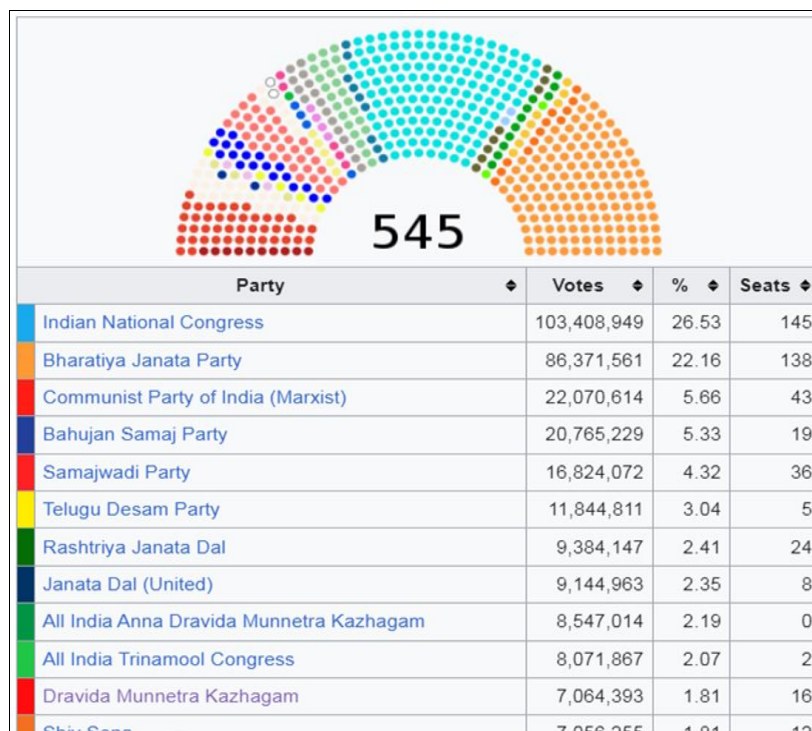 545
Party Votes % Seats
Indian National Congress 103,408,949 26.53 145
Bharatiya Janata Party 86,371,561 22.16 138
Communist Party of India (Marxist) 22,070,614 5.66 43
Bahujan Samaj Party 20,765,229 5.33 19
Samajwadi Party 16,824,072 4.32 36
Telugu Desam Party 11,844,811 3.04 5
Rashtriya Janata Dal 9,384,147 2.41 24
Janata Dal (United) 9,144,963 2.35 8
All India Anna Dravida Munnetra Kazhagam 8,547,014 2.19 0
All India Trinamool Congress 8,071,867 2.07 2
Dravida Munnetra Kazhagam 7,064,393 1.81 16